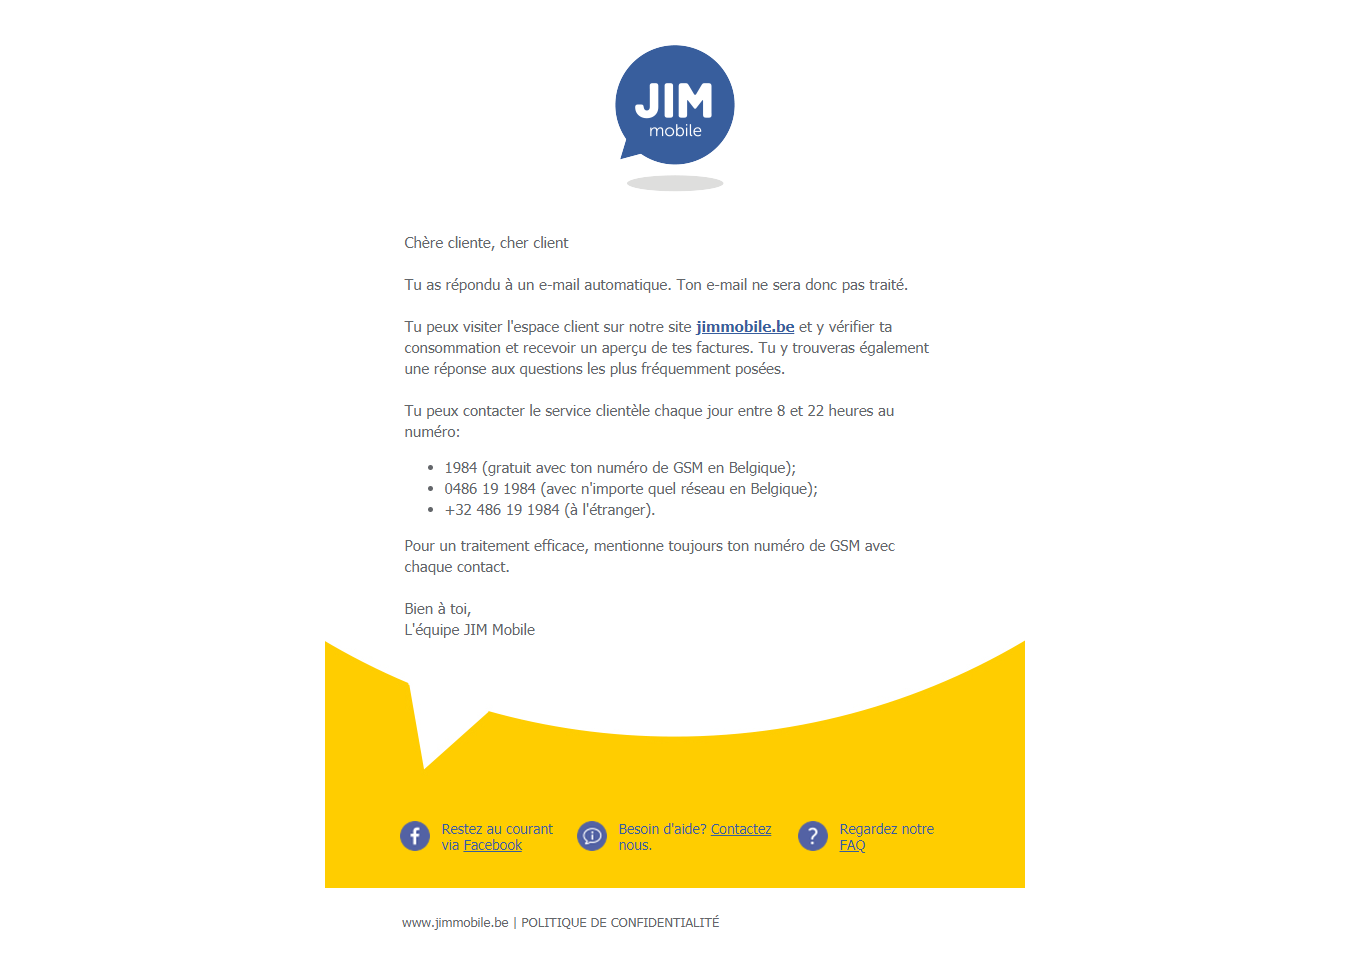 JIM
mobile
Chère cliente, cher client
Tu as répondu à un e-mail automatique. Ton e-mail ne sera donc pas traité.
Tu peux visiter l'espace client sur notre site jimmobile.be et y vérifier ta
consommation et recevoir un aperçu de tes factures. Tu y trouveras également
une réponse aux questions les plus fréquemment posées.
Tu peux contacter le service clientèle chaque jour entre 8 et 22 heures au
numéro:
• 1984 (gratuit avec ton numéro de GSM en Belgique);
• 0486 19 1984 (avec n'importe quel réseau en Belgique);
• +32 486 19 1984 (à l'étranger).
Pour un traitement efficace, mentionne toujours ton numéro de GSM avec
chaque contact.
Bien à toi,
L'équipe JIM Mobile
Restez au courant
via Facebook
Besoin d'aide? Contactez
nous.
Regardez notre
FAQ
www.jimmobile.be | POLITIQUE DE CONFIDENTIALITÉ